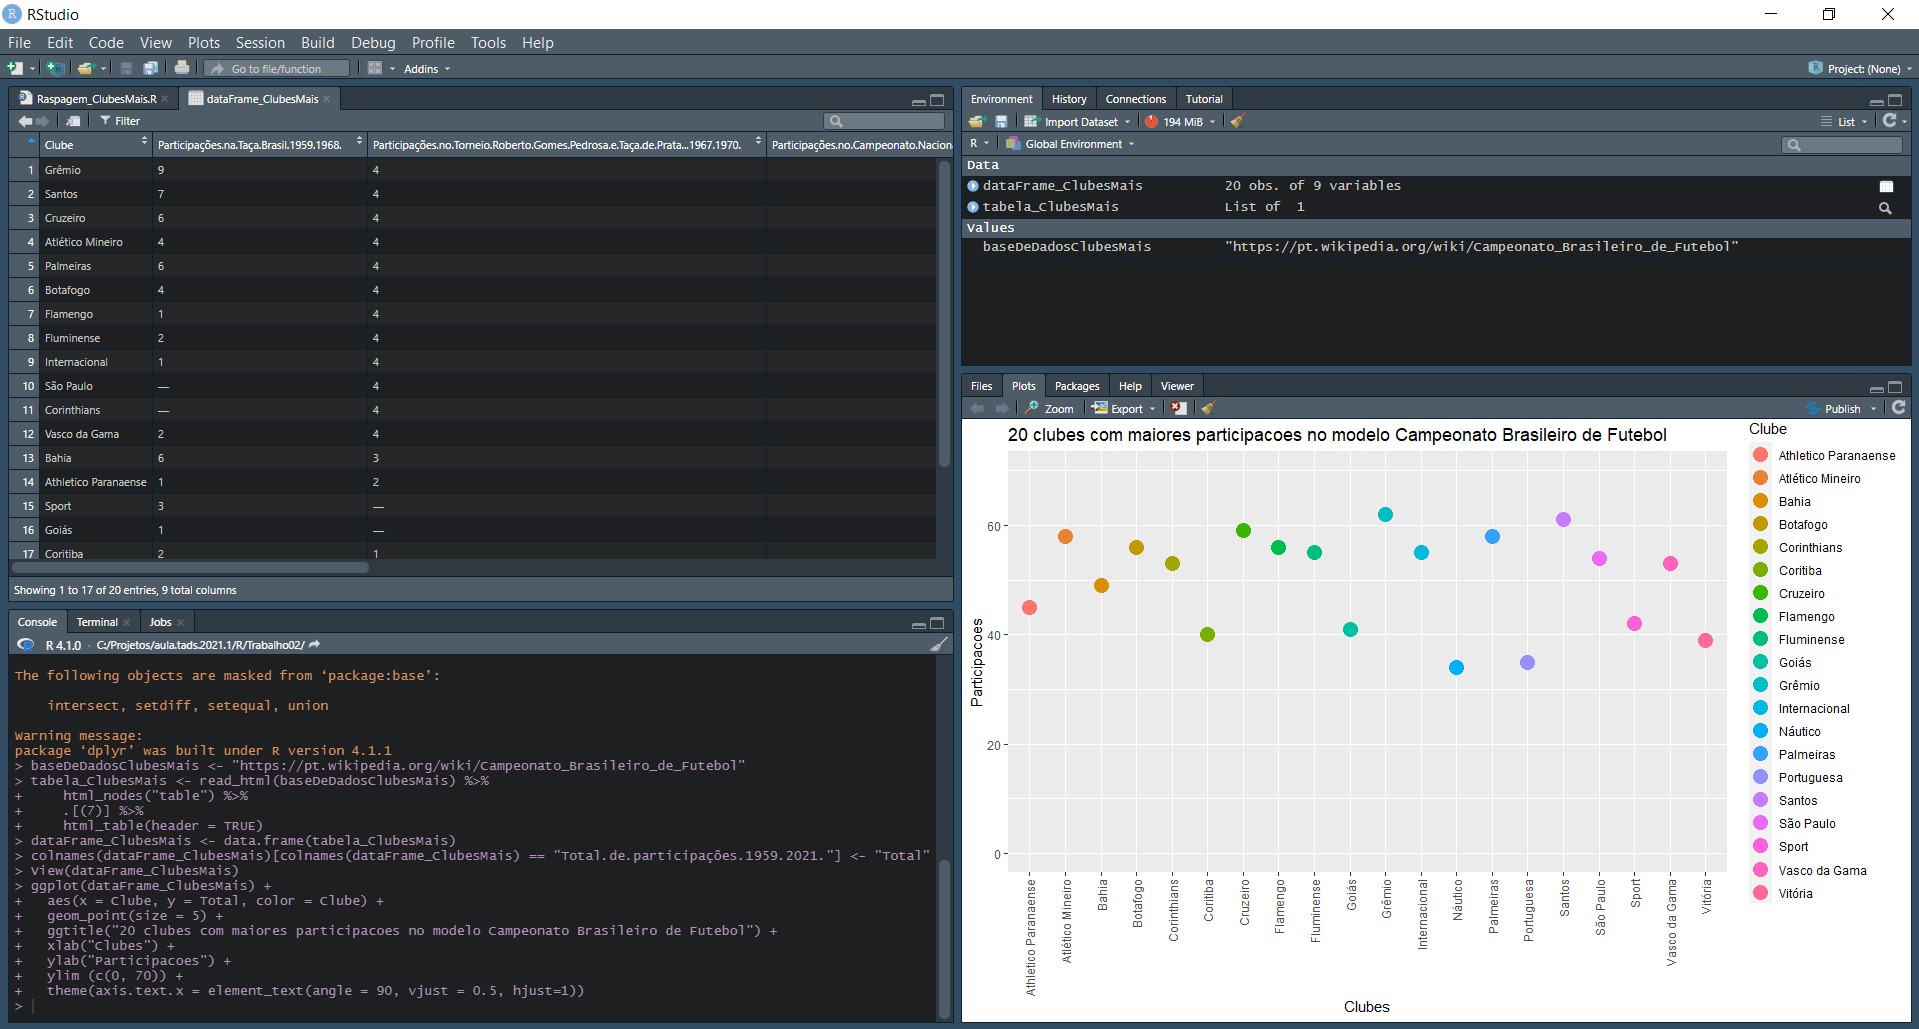 RStudio
File Edit Code View Plots Session Build Debug Profile Tools Help
Go to file/function Addins Project: (None)
Raspagem_ClubesMais.R dataFrame_ClubesMais
Filter
Clube Participações.na.Taça.Brasil.1959.1968. Participações.no.Torneio.Roberto.Gomes.Pedrosa.e.Taça.de.Prata...1967.1970. Participações.no.Campeonato.Nacion
1 Grêmio 9 4
2 Santos 7 4
3 Cruzeiro 6 4
4 Atlético Mineiro 4 4
5 Palmeiras 6 4
6 Botafogo 4 4
7 Flamengo 1 4
8 Fluminense 2 4
9 Internacional 1 4
10 São Paulo — 4
11 Corinthians — 4
12 Vasco da Gama 2 4
13 Bahia 6 3
14 Athletico Paranaense 1 2
15 Sport 3 —
16 Goiás 1 —
17 Coritiba 2 1
Showing 1 to 17 of 20 entries, 9 total columns
Console Terminal Jobs
R 4.1.0 · C:/Projetos/aula.tads.2021.1/R/Trabalho02/
The following objects are masked from ‘package:base’:
intersect, setdiff, setequal, union
Warning message:
package ‘dplyr’ was built under R version 4.1.1
> baseDeDadosClubesMais <- "https://pt.wikipedia.org/wiki/Campeonato_Brasileiro_de_Futebol"
> tabela_ClubesMais <- read_html(baseDeDadosClubesMais) %>%
+ html_nodes("table") %>%
+ .[(7)] %>%
+ html_table(header = TRUE)
> dataFrame_ClubesMais <- data.frame(tabela_ClubesMais)
> colnames(dataFrame_ClubesMais)[colnames(dataFrame_ClubesMais) == "Total.de.participações.1959.2021."] <- "Total"
> View(dataFrame_ClubesMais)
> ggplot(dataFrame_ClubesMais) +
+ aes(x = Clube, y = Total, color = Clube) +
+ geom_point(size = 5) +
+ ggtitle("20 clubes com maiores participacoes no modelo Campeonato Brasileiro de Futebol") +
+ xlab("Clubes") +
+ ylab("Participacoes") +
+ ylim (c(0, 70)) +
+ theme(axis.text.x = element_text(angle = 90, vjust = 0.5, hjust=1))
>
Environment History Connections Tutorial
Import Dataset 194 MiB List
R Global Environment
Data
dataFrame_ClubesMais 20 obs. of 9 variables
tabela_ClubesMais List of 1
Values
baseDeDadosClubesMais "https://pt.wikipedia.org/wiki/Campeonato_Brasileiro_de_Futebol"
Files Plots Packages Help Viewer
Zoom Export Publish
20 clubes com maiores participacoes no modelo Campeonato Brasileiro de Futebol
Participacoes
60
40
20
0
Athletico Paranaense
Atlético Mineiro
Bahia
Botafogo
Corinthians
Coritiba
Cruzeiro
Flamengo
Fluminense
Goiás
Grêmio
Internacional
Náutico
Palmeiras
Portuguesa
Santos
São Paulo
Sport
Vasco da Gama
Vitória
Clubes
Clube
Athletico Paranaense
Atlético Mineiro
Bahia
Botafogo
Corinthians
Coritiba
Cruzeiro
Flamengo
Fluminense
Goiás
Grêmio
Internacional
Náutico
Palmeiras
Portuguesa
Santos
São Paulo
Sport
Vasco da Gama
Vitória